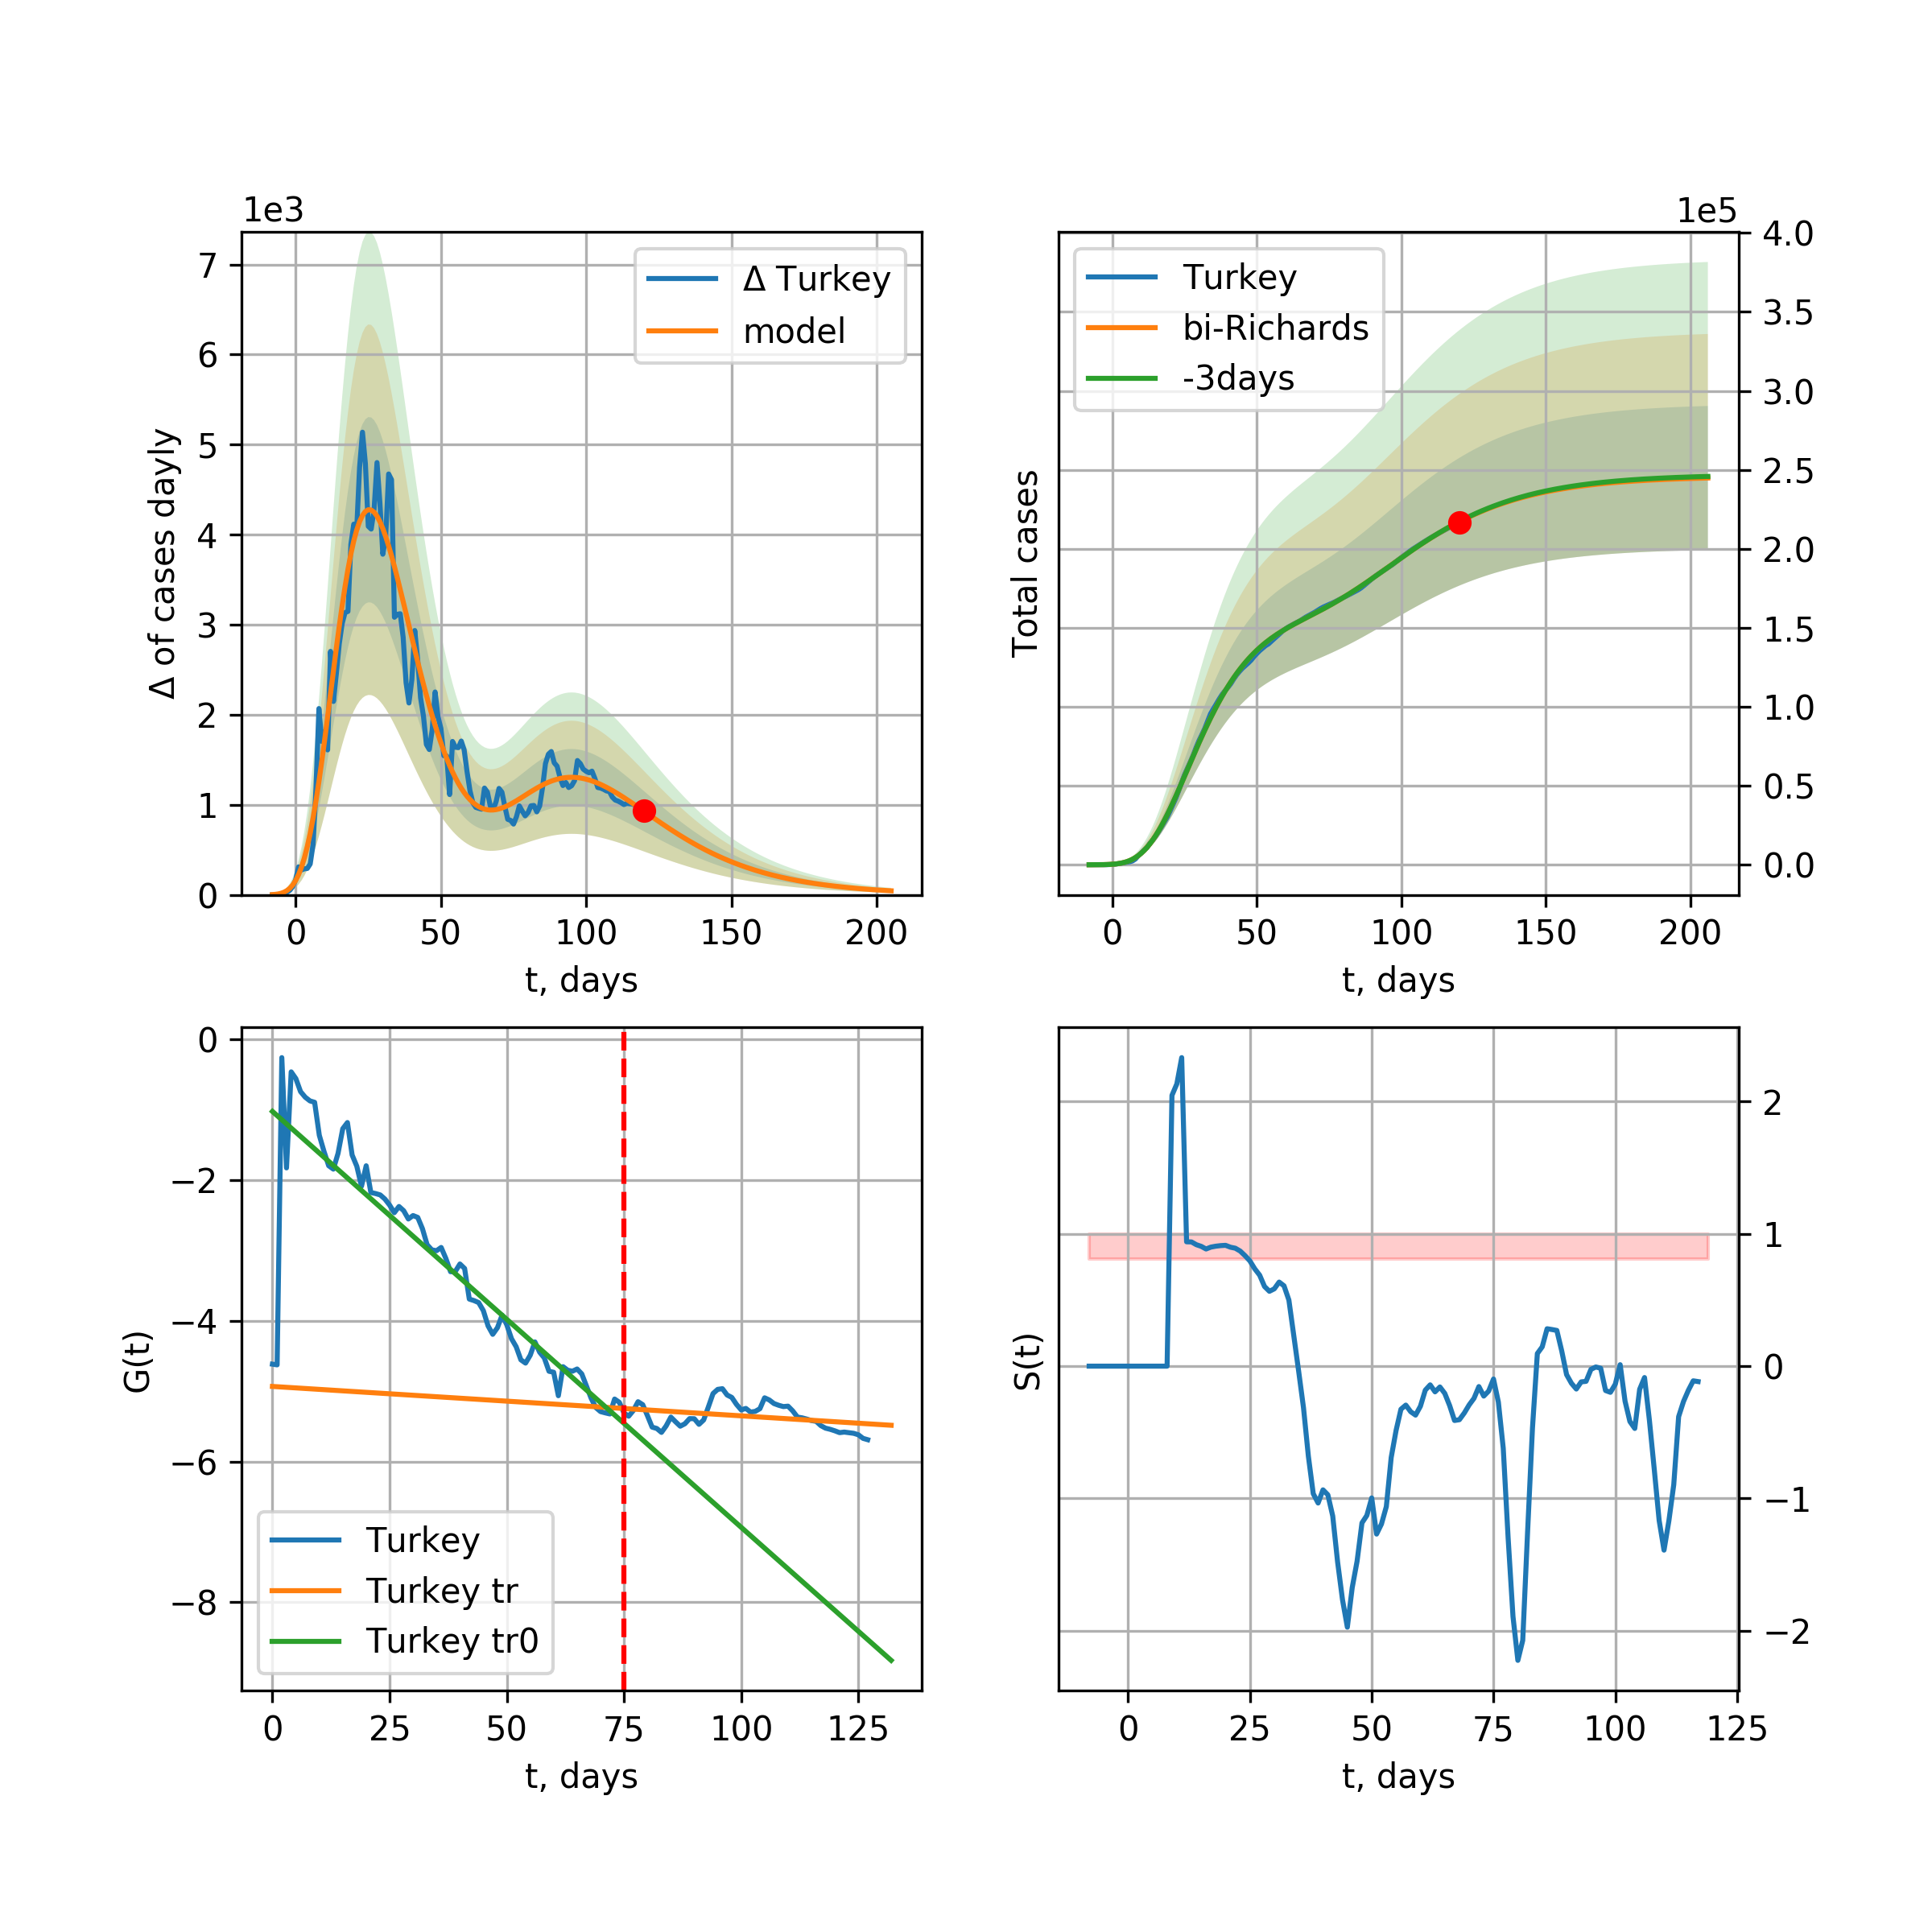 1e3
7
6
5
4
3
2
1
0
Δ of cases dayly
Δ Turkey
model
0 50 100 150 200
t, days
1e5
4.0
3.5
3.0
2.5
2.0
1.5
1.0
0.5
0.0
Total cases
Turkey
bi-Richards
-3days
0 50 100 150 200
t, days
0
−2
−4
−6
−8
G(t)
Turkey
Turkey tr
Turkey tr0
0 25 50 75 100 125
t, days
2
1
0
−1
−2
S(t)
0 25 50 75 100 125
t, days